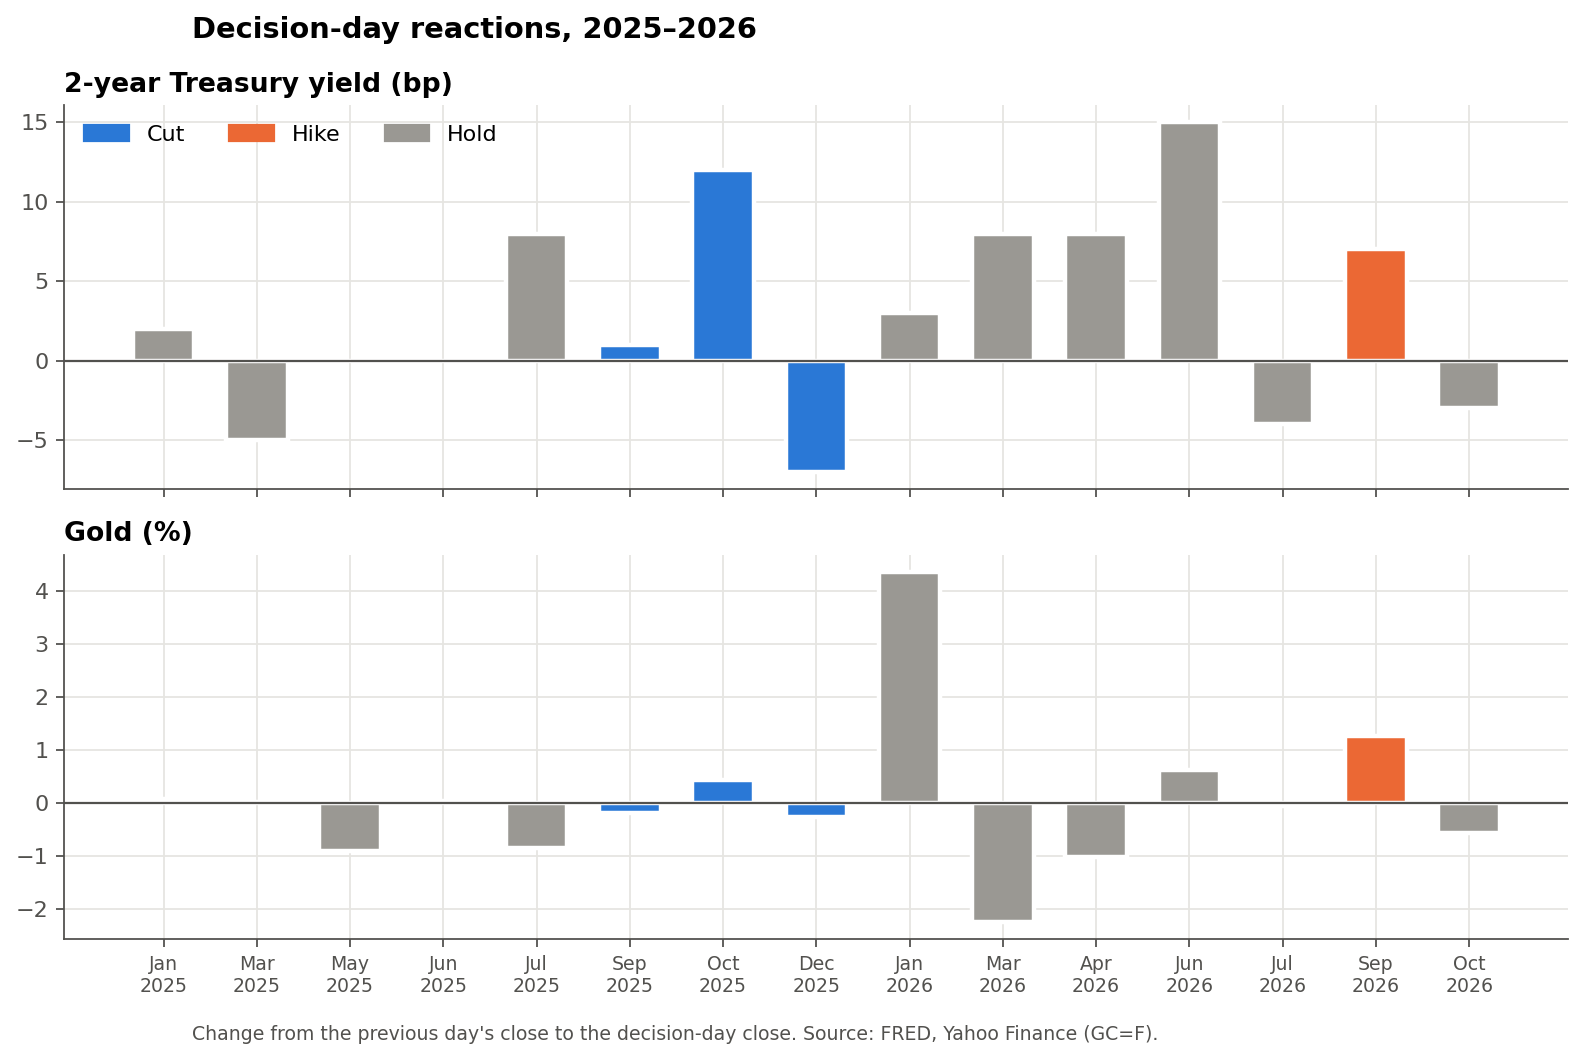 Decision-day reactions, 2025–2026
2-year Treasury yield (bp)
Cut Hike Hold
15
10
5
0
−5
Gold (%)
4
3
2
1
0
−1
−2
Jan Mar May Jun Jul Sep Oct Dec Jan Mar Apr Jun Jul Sep Oct
2025 2025 2025 2025 2025 2025 2025 2025 2026 2026 2026 2026 2026 2026 2026
Change from the previous day's close to the decision-day close. Source: FRED, Yahoo Finance (GC=F).